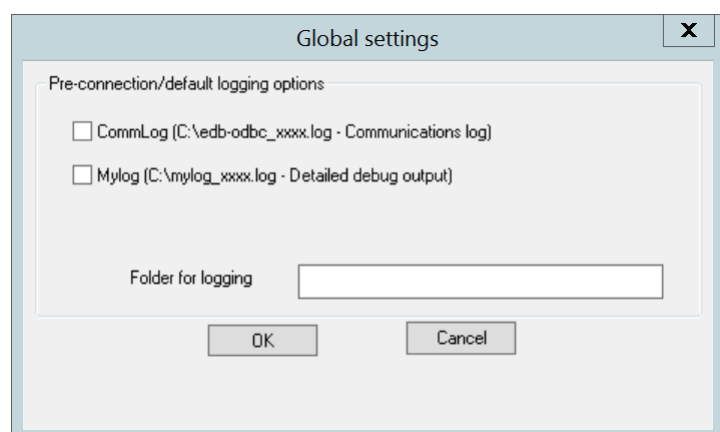 Global settings
X
Pre-connection/default logging options
CommLog (C:\edb-odbc_xxxx.log - Communications log)
Mylog (C:\mylog_xxxx.log - Detailed debug output)
Folder for logging
OK Cancel